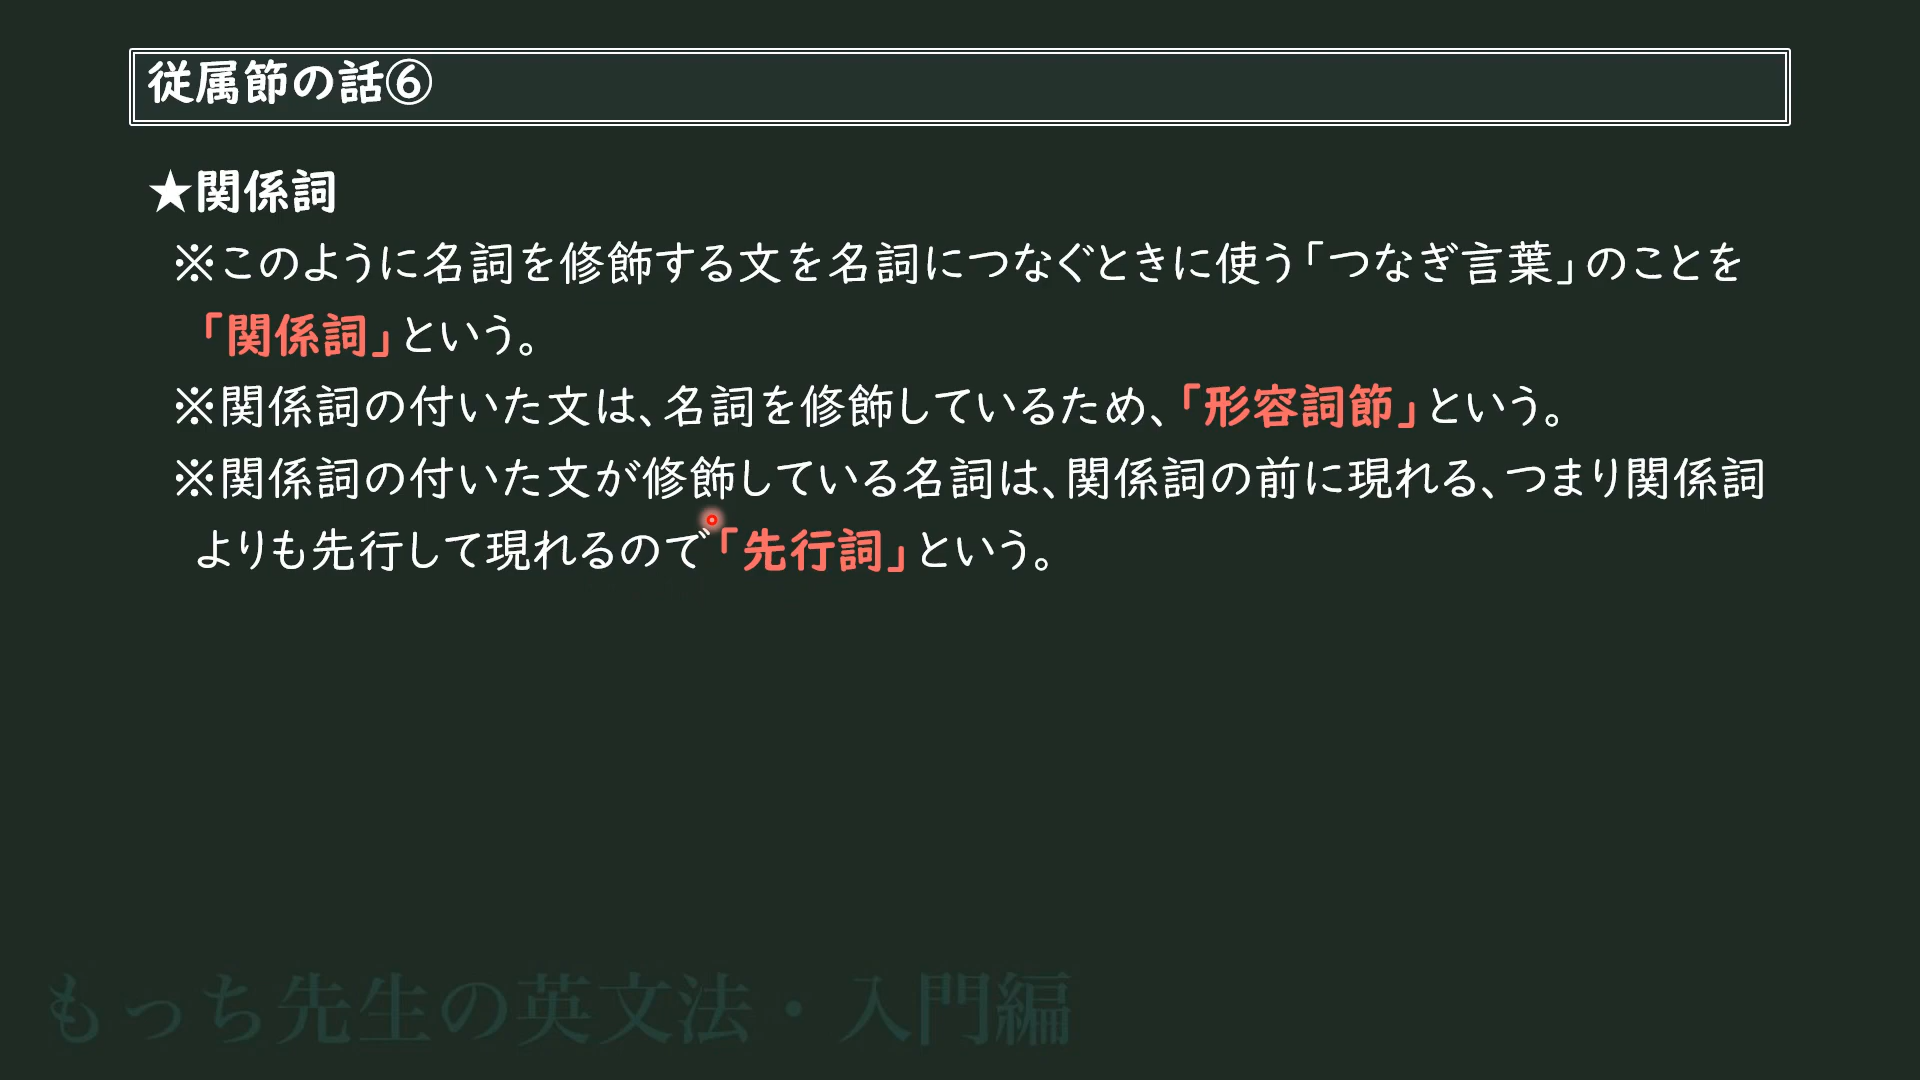 従属節の話⑥
★関係詞
※このように名詞を修飾する文を名詞につなぐときに使う「つなぎ言葉」のことを
「関係詞」という。
※関係詞の付いた文は、名詞を修飾しているため、「形容詞節」という。
※関係詞の付いた文が修飾している名詞は、関係詞の前に現れる、つまり関係詞
よりも先行して現れるので「先行詞」という。
もっち先生の英文法・入門編